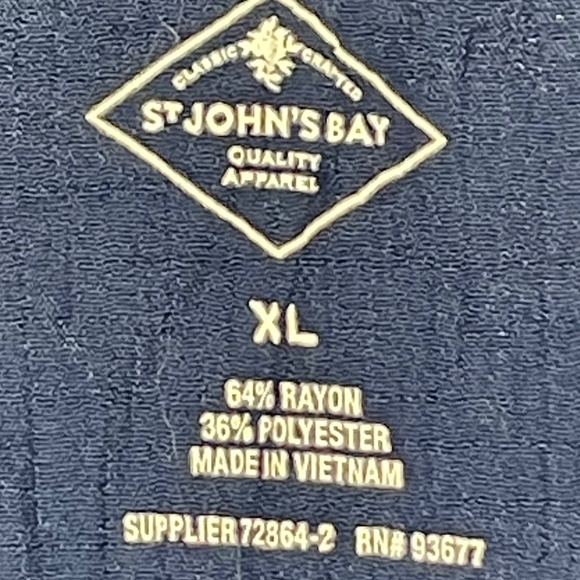 CLASSIC CRAFTED
ST JOHN'S BAY
QUALITY
APPAREL
XL
64% RAYON
36% POLYESTER
MADE IN VIETNAM
SUPPLIER 72864-2 RN# 93677